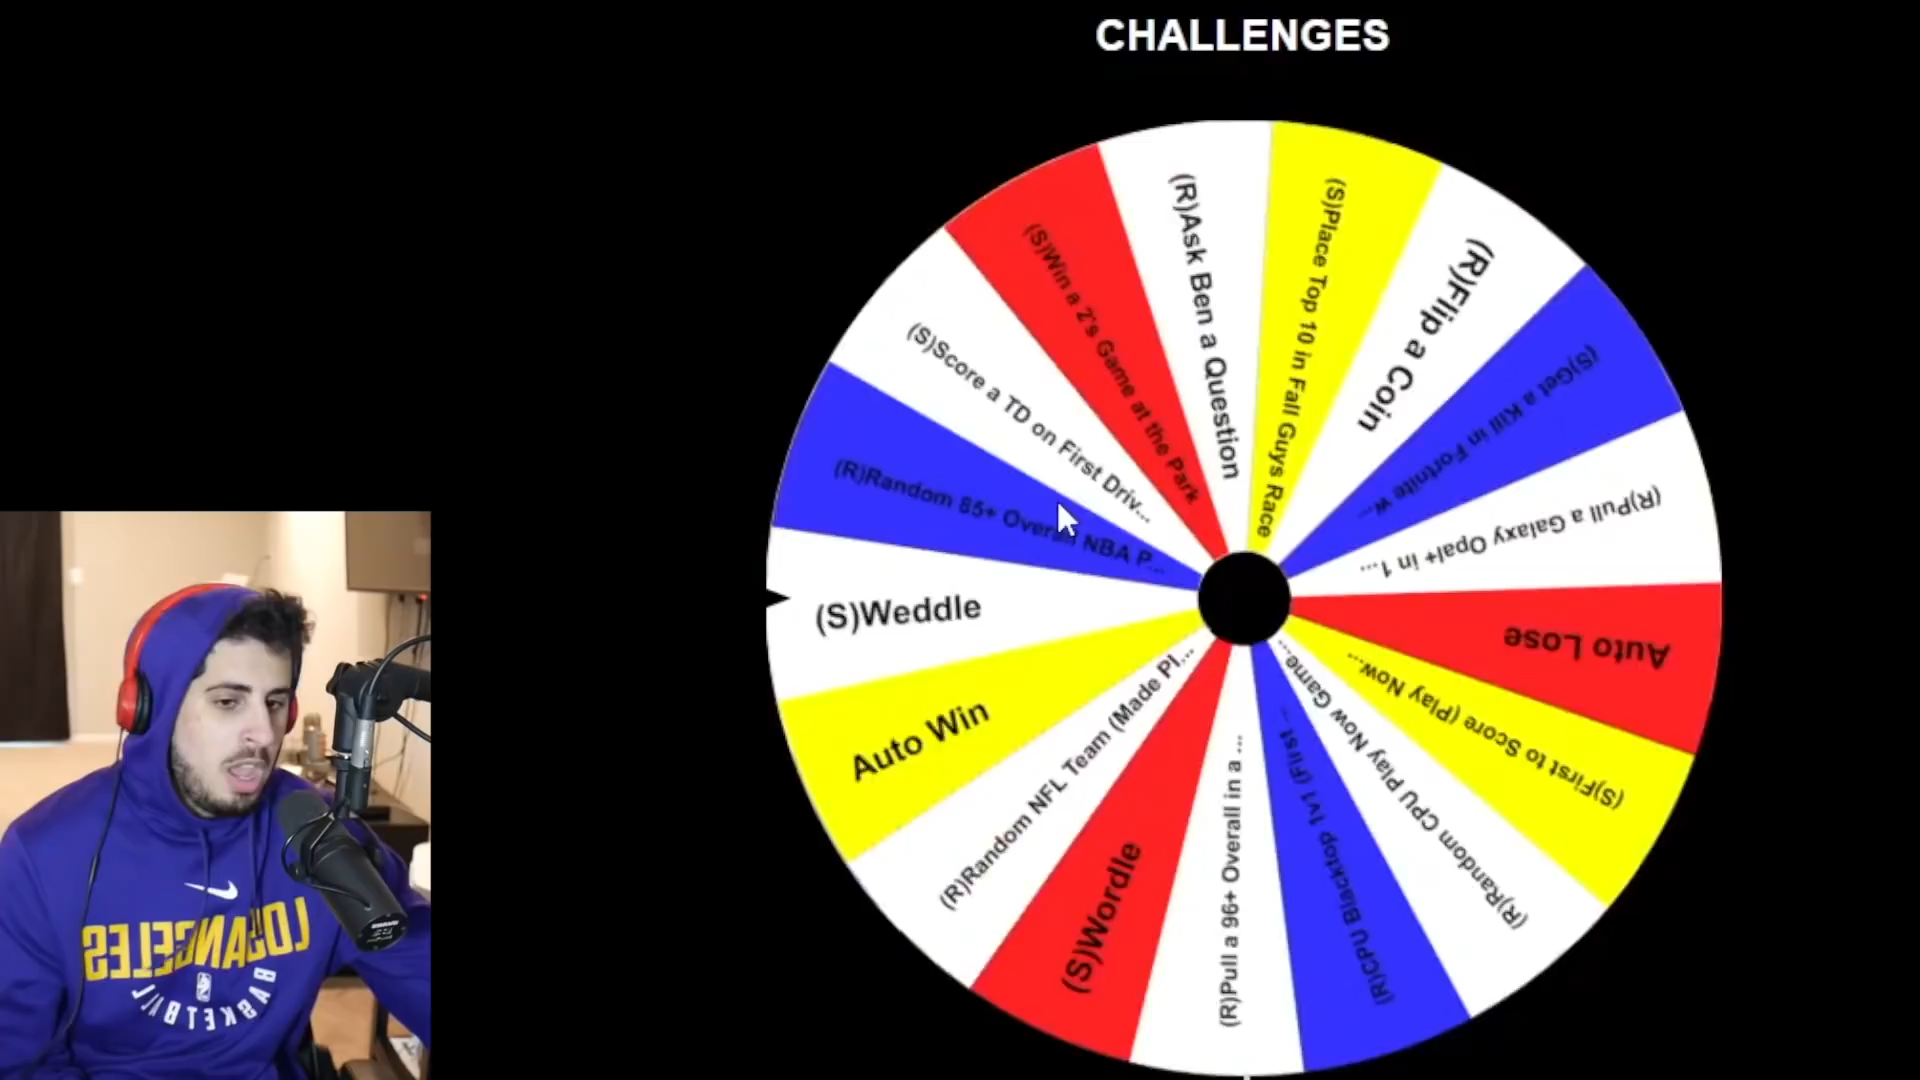 CHALLENGES
(R)Ask Ben a Question
(S)Place Top 10 in Fall Guys Race
(R)Flip a Coin
(S)Get a Kill in Fortnite w...
(R)Pull a Galaxy Opal+ in 1...
Auto Lose
(S)First to Score (Play Now...
(R)Random CPU Play Now Game...
(R)CPU Blacktop 1v1 (First ...
(R)Pull a 96+ Overall in a ...
(S)Wordle
(R)Random NFL Team (Made Pl...
Auto Win
(S)Weddle
(R)Random 85+ Overall NBA P...
(S)Score a TD on First Driv...
(S)Win a 2's Game at the Park
LOS ANGELES
BASKETBALL